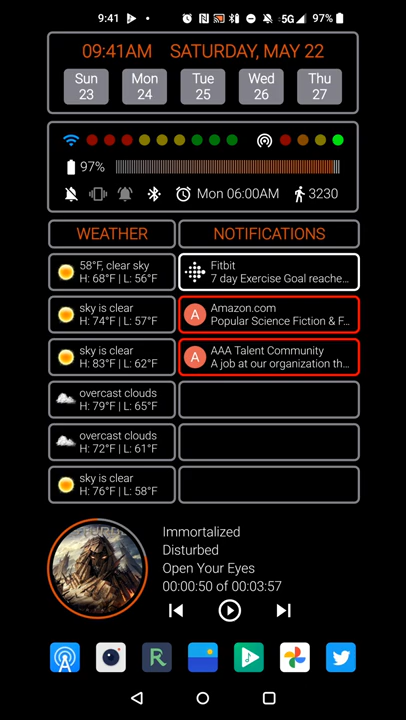 9:41 5G 97%
09:41AM SATURDAY, MAY 22
Sun Mon Tue Wed Thu
23 24 25 26 27
97%
Mon 06:00AM 3230
WEATHER NOTIFICATIONS
58°F, clear sky
H: 68°F | L: 56°F
Fitbit
7 day Exercise Goal reache...
sky is clear
H: 74°F | L: 57°F
A
Amazon.com
Popular Science Fiction & F...
sky is clear
H: 83°F | L: 62°F
A
AAA Talent Community
A job at our organization th...
overcast clouds
H: 79°F | L: 65°F
overcast clouds
H: 72°F | L: 61°F
sky is clear
H: 76°F | L: 58°F
Immortalized
Disturbed
Open Your Eyes
00:00:50 of 00:03:57
R